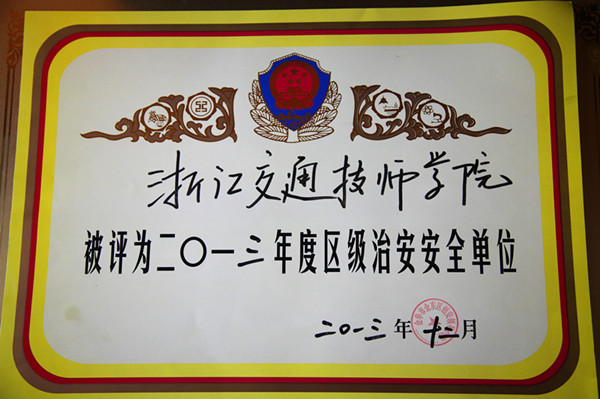 浙江交通技师学院
被评为二〇一三年度区级治安安全单位
二〇一三年十二月